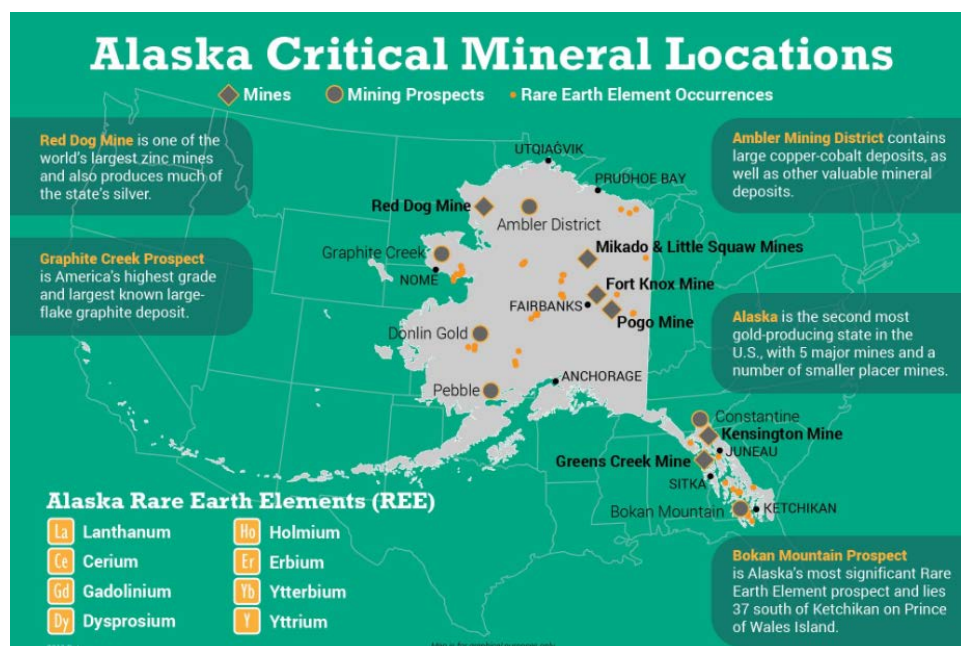 Alaska Critical Mineral Locations
Mines
Mining Prospects
Rare Earth Element Occurrences
Red Dog Mine is one of the
world's largest zinc mines
and also produces much of
the state's silver.
Ambler Mining District contains
large copper-cobalt deposits, as
well as other valuable mineral
deposits.
Graphite Creek Prospect
is America's highest grade
and largest known large-
flake graphite deposit.
Alaska is the second most
gold-producing state in the
U.S., with 5 major mines and a
number of smaller placer mines.
UTQIAĠVIK
PRUDHOE BAY
Red Dog Mine
Ambler District
Graphite Creek
Mikado & Little Squaw Mines
NOME
Fort Knox Mine
FAIRBANKS
Pogo Mine
Donlin Gold
ANCHORAGE
Pebble
Constantine
Kensington Mine
JUNEAU
Greens Creek Mine
SITKA
Bokan Mountain
KETCHIKAN
Alaska Rare Earth Elements (REE)
La Lanthanum
Ce Cerium
Gd Gadolinium
Dy Dysprosium
Ho Holmium
Er Erbium
Yb Ytterbium
Y Yttrium
Bokan Mountain Prospect
is Alaska's most significant Rare
Earth Element prospect and lies
37 south of Ketchikan on Prince
of Wales Island.